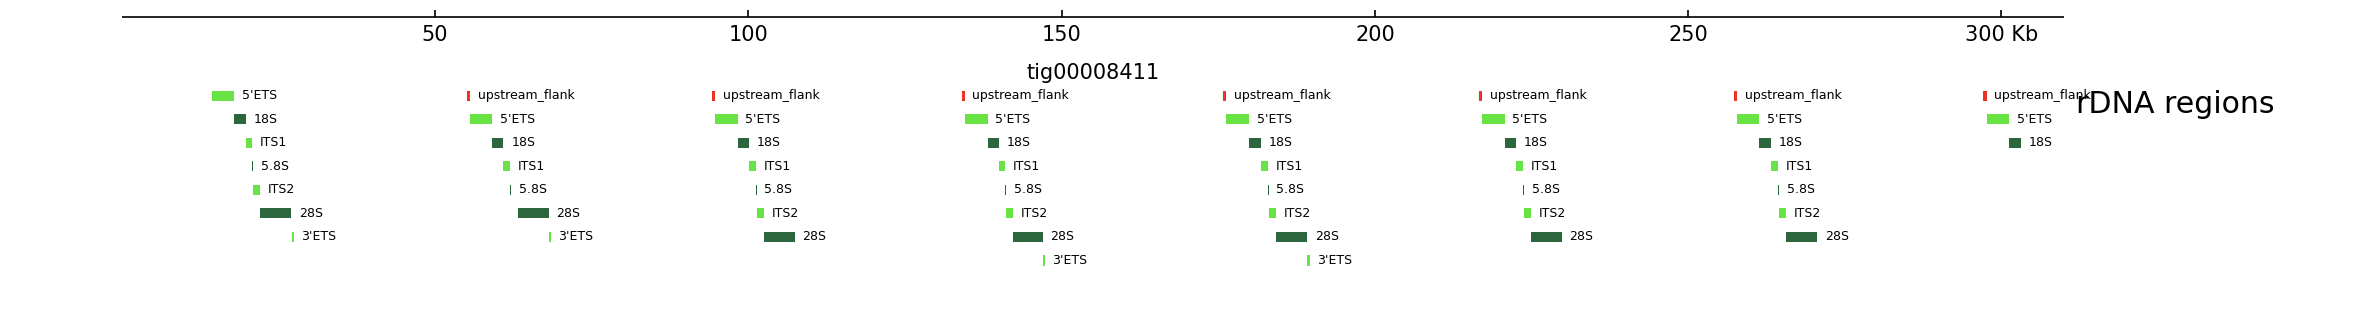 50 100 150 200 250 300 Kb
tig00008411
5'ETS upstream_flank upstream_flank upstream_flank upstream_flank upstream_flank upstream_flank upstream_flank
rDNA regions
18S 5'ETS 5'ETS 5'ETS 5'ETS 5'ETS 5'ETS 5'ETS
ITS1 18S 18S 18S 18S 18S 18S 18S
5.8S ITS1 ITS1 ITS1 ITS1 ITS1 ITS1
ITS2 5.8S 5.8S 5.8S 5.8S 5.8S 5.8S
28S 28S ITS2 ITS2 ITS2 ITS2 ITS2
3'ETS 3'ETS 28S 28S 28S 28S 28S
3'ETS 3'ETS